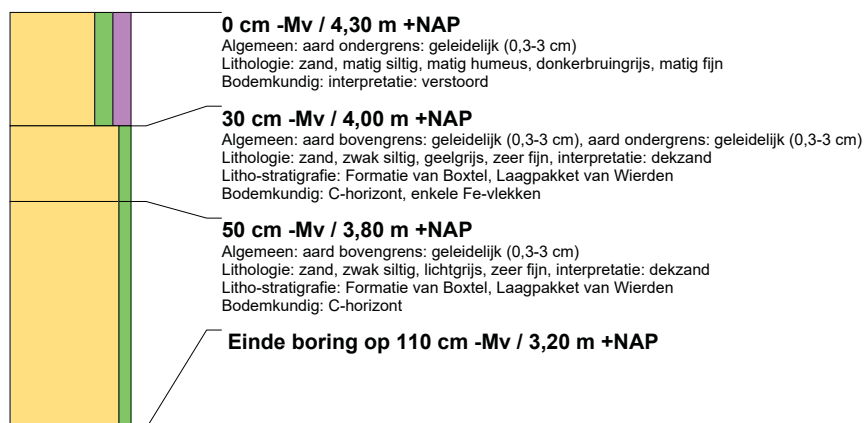 0 cm -Mv / 4,30 m +NAP
Algemeen: aard ondergrens: geleidelijk (0,3-3 cm)
Lithologie: zand, matig siltig, matig humeus, donkerbruingrijs, matig fijn
Bodemkundig: interpretatie: verstoord
30 cm -Mv / 4,00 m +NAP
Algemeen: aard bovengrens: geleidelijk (0,3-3 cm), aard ondergrens: geleidelijk (0,3-3 cm)
Lithologie: zand, zwak siltig, geelgrijs, zeer fijn, interpretatie: dekzand
Litho-stratigrafie: Formatie van Boxtel, Laagpakket van Wierden
Bodemkundig: C-horizont, enkele Fe-vlekken
50 cm -Mv / 3,80 m +NAP
Algemeen: aard bovengrens: geleidelijk (0,3-3 cm)
Lithologie: zand, zwak siltig, lichtgrijs, zeer fijn, interpretatie: dekzand
Litho-stratigrafie: Formatie van Boxtel, Laagpakket van Wierden
Bodemkundig: C-horizont
Einde boring op 110 cm -Mv / 3,20 m +NAP